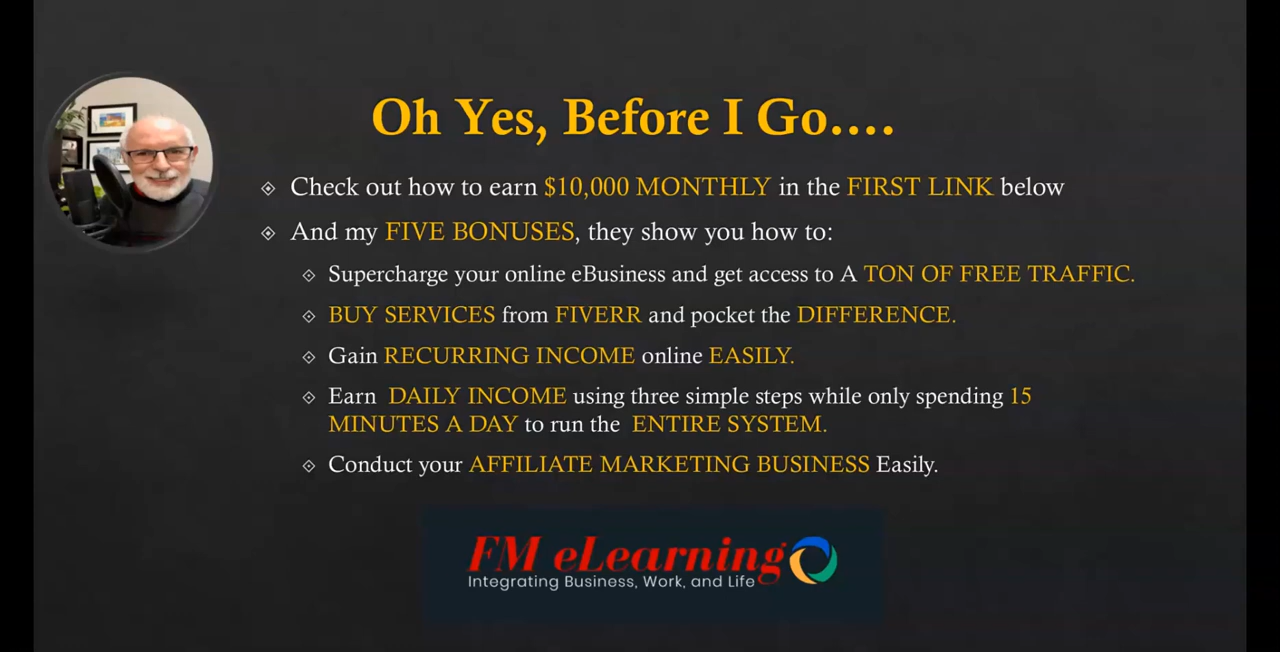 Oh Yes, Before I Go....
Check out how to earn $10,000 MONTHLY in the FIRST LINK below
And my FIVE BONUSES, they show you how to:
Supercharge your online eBusiness and get access to A TON OF FREE TRAFFIC.
BUY SERVICES from FIVERR and pocket the DIFFERENCE.
Gain RECURRING INCOME online EASILY.
Earn DAILY INCOME using three simple steps while only spending 15
MINUTES A DAY to run the ENTIRE SYSTEM.
Conduct your AFFILIATE MARKETING BUSINESS Easily.
FM eLearning
Integrating Business, Work, and Life